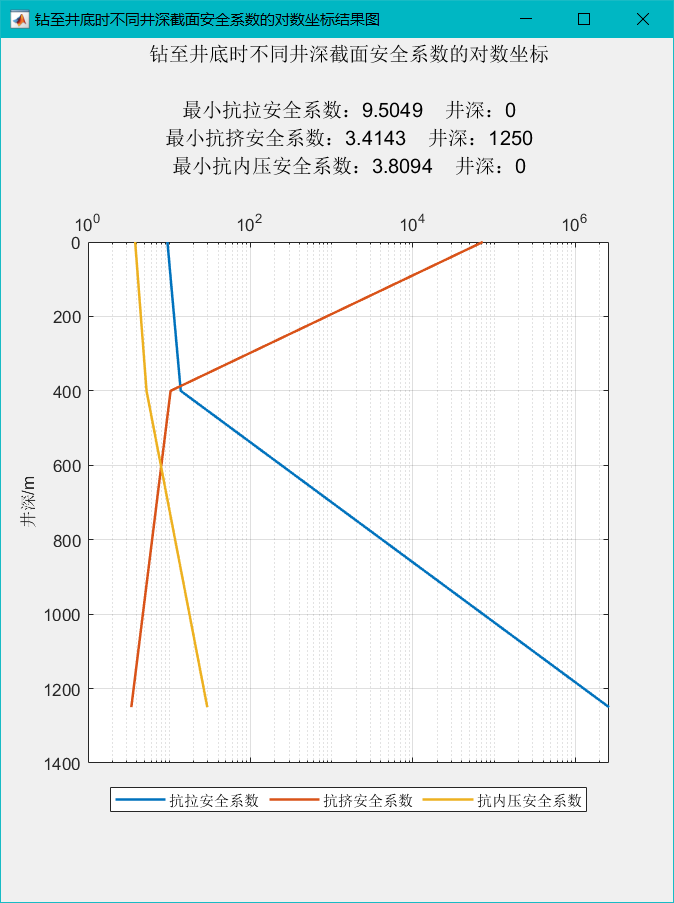 钻至井底时不同井深截面安全系数的对数坐标结果图
钻至井底时不同井深截面安全系数的对数坐标
最小抗拉安全系数：9.5049 井深：0
最小抗挤安全系数：3.4143 井深：1250
最小抗内压安全系数：3.8094 井深：0
10^0 10^2 10^4 10^6
0
200
400
600
800
1000
1200
1400
井深/m
抗拉安全系数 抗挤安全系数 抗内压安全系数